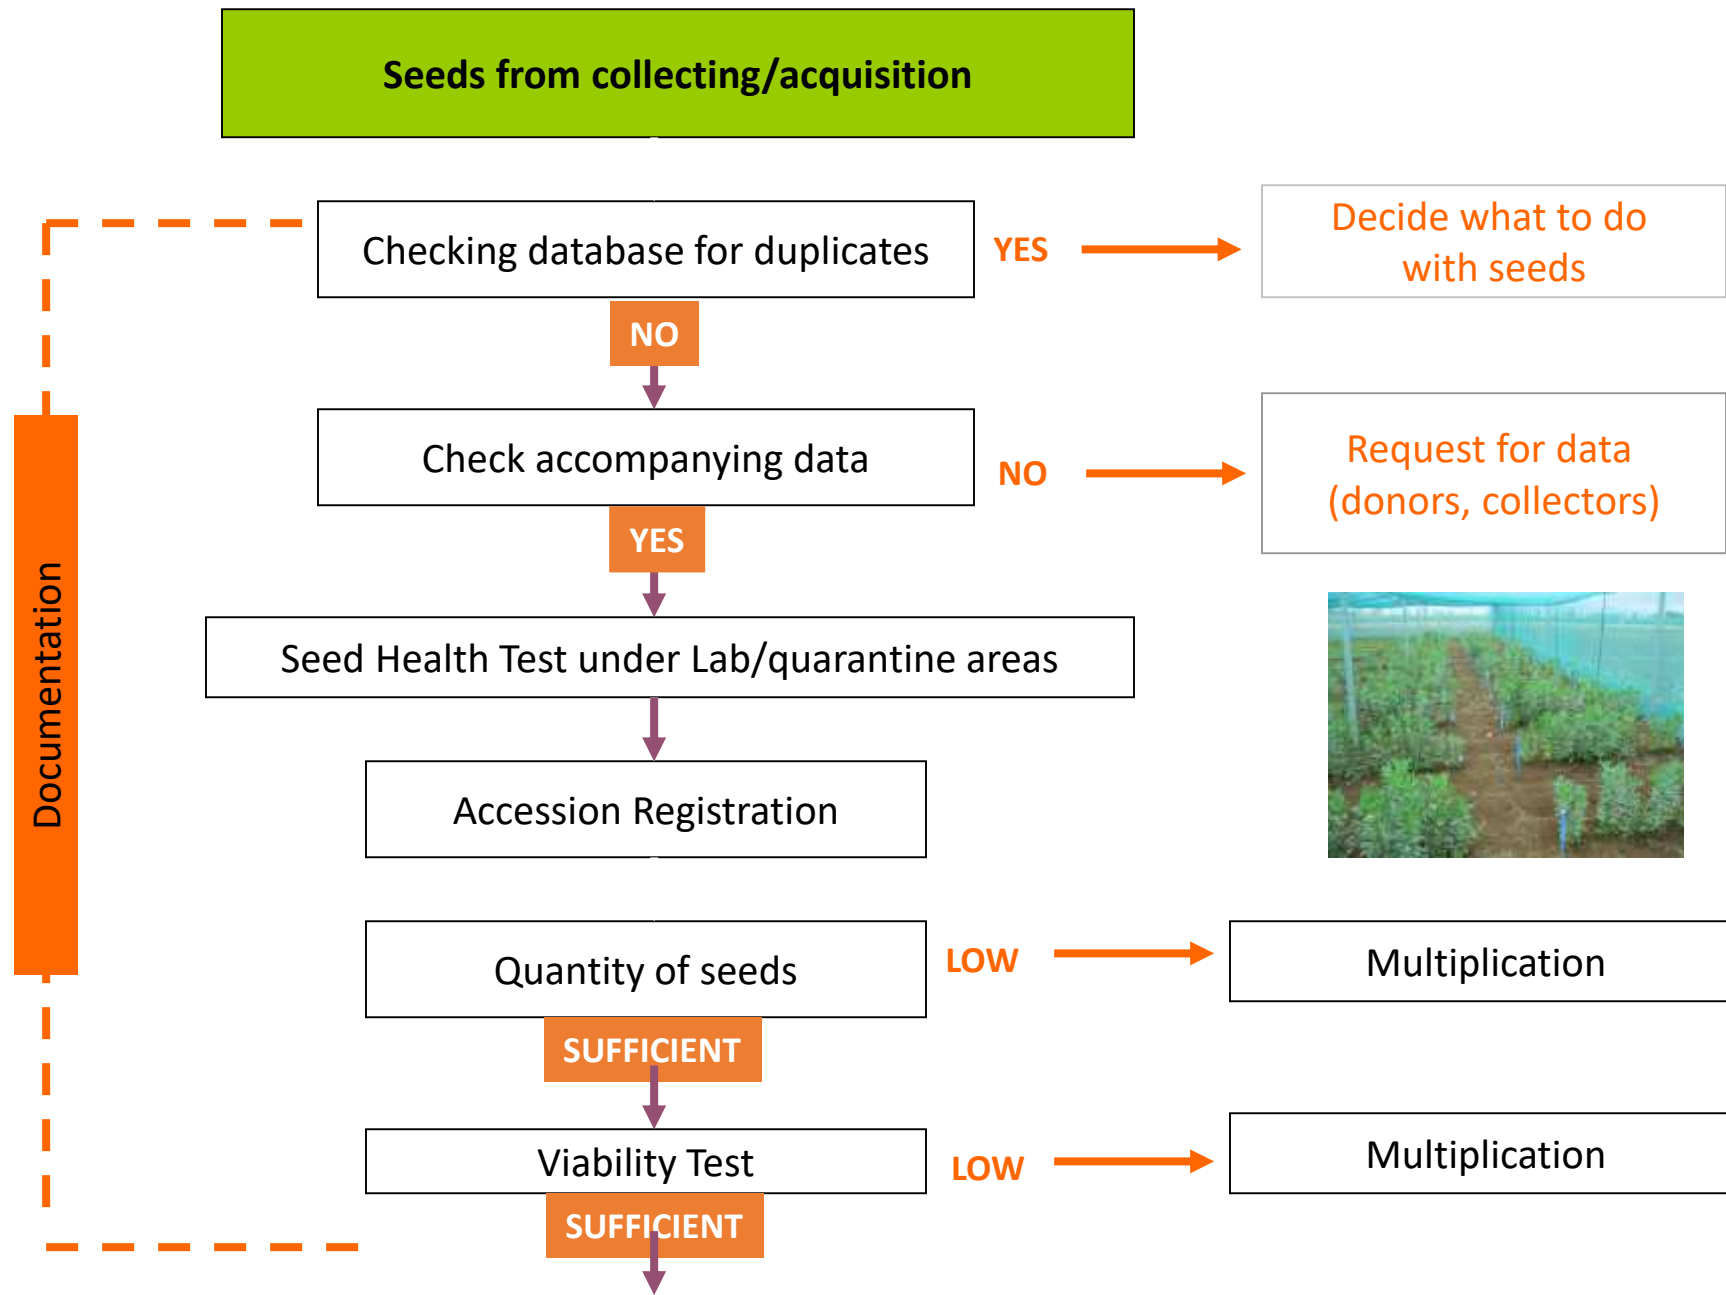 Seeds from collecting/acquisition
Checking database for duplicates
YES
Decide what to do
with seeds
NO
Check accompanying data
NO
Request for data
(donors, collectors)
YES
Documentation
Seed Health Test under Lab/quarantine areas
Accession Registration
Quantity of seeds
LOW
Multiplication
SUFFICIENT
Viability Test
LOW
Multiplication
SUFFICIENT